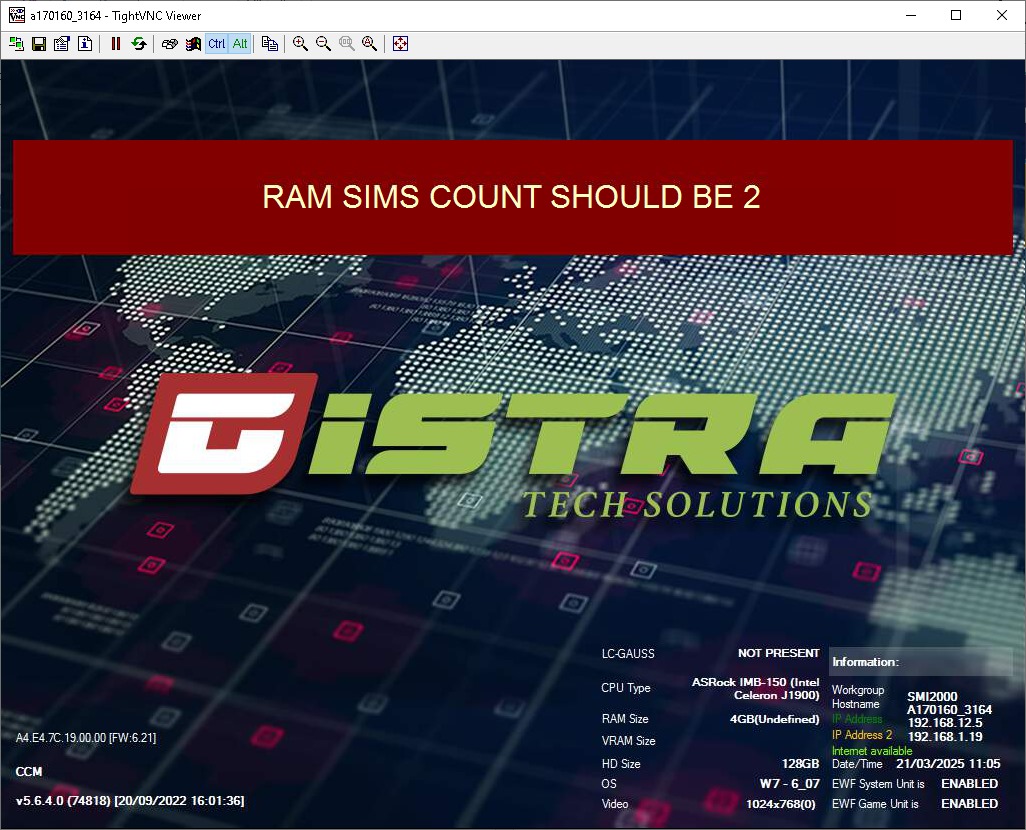 a170160_3164 - TightVNC Viewer
Ctrl Alt
RAM SIMS COUNT SHOULD BE 2
TISTRA
TECH SOLUTIONS
LC-GAUSS NOT PRESENT
CPU Type ASRock IMB-150 (Intel
Celeron J1900)
RAM Size 4GB(Undefined)
VRAM Size
HD Size 128GB
OS W7 - 6_07
Video 1024x768(0)
Information:
Workgroup SMI2000
Hostname A170160_3164
IP Address 192.168.12.5
IP Address 2 192.168.1.19
Internet available
Date/Time 21/03/2025 11:05
EWF System Unit is ENABLED
EWF Game Unit is ENABLED
A4.E4.7C.19.00.00 [FW:6.21]
CCM
v5.6.4.0 (74818) [20/09/2022 16:01:36]